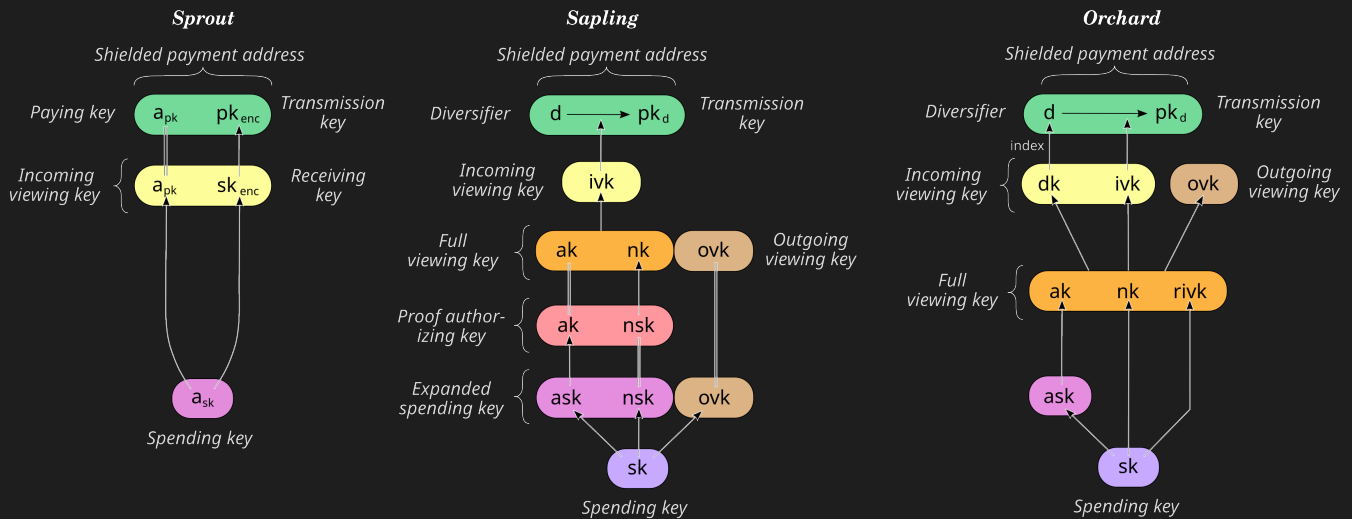 Sprout
Shielded payment address
Paying key
a_pk
pk_enc
Transmission
key
Incoming
viewing key
a_pk
sk_enc
Receiving
key
a_sk
Spending key
Sapling
Shielded payment address
Diversifier
d
pk_d
Transmission
key
Incoming
viewing key
ivk
Full
viewing key
ak
nk
ovk
Outgoing
viewing key
Proof author-
izing key
ak
nsk
Expanded
spending key
ask
nsk
ovk
sk
Spending key
Orchard
Shielded payment address
Diversifier
d
pk_d
Transmission
key
index
Incoming
viewing key
dk
ivk
ovk
Outgoing
viewing key
Full
viewing key
ak
nk
rivk
ask
sk
Spending key